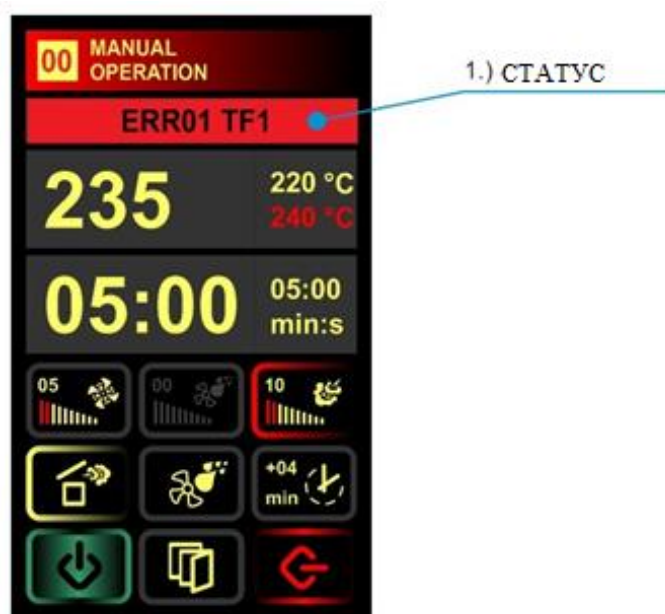 00 MANUAL
OPERATION
1.) СТАТУС
ERR01 TF1
235
220 °C
240 °C
05:00
05:00
min:s
05
00
10
+04
min